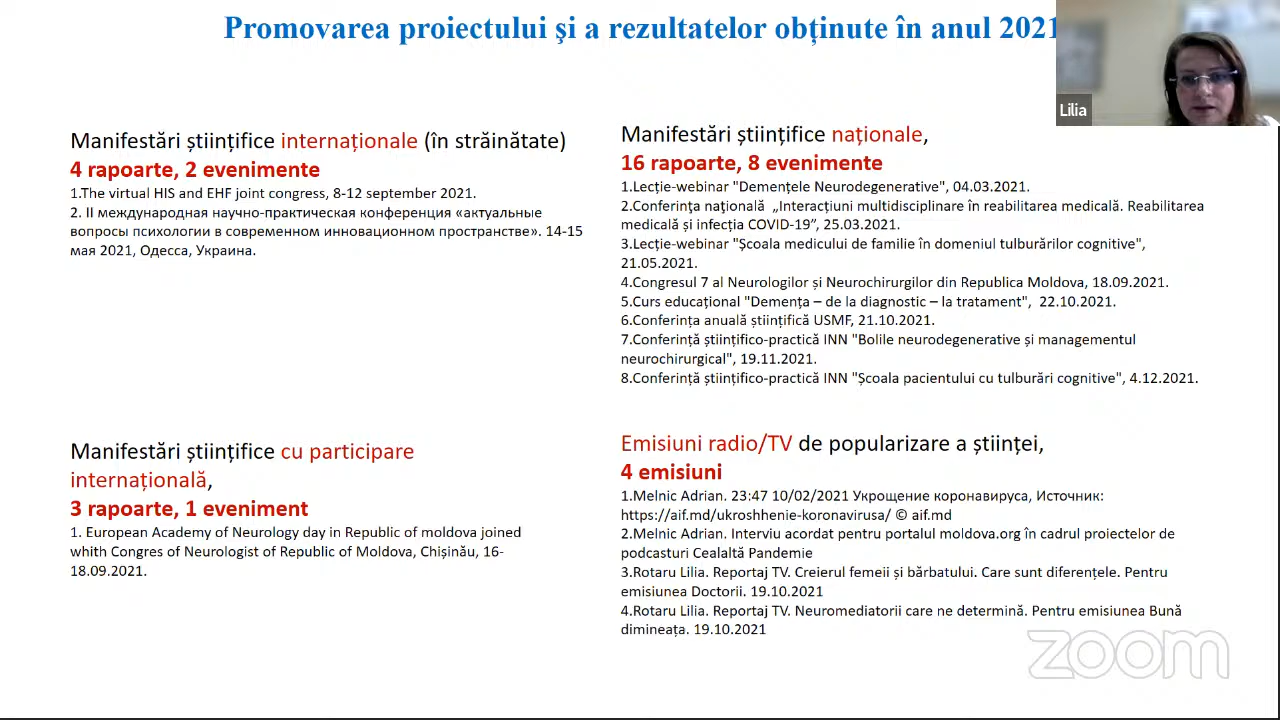 Promovarea proiectului şi a rezultatelor obținute în anul 2021
Lilia
Manifestări științifice internaționale (în străinătate)
4 rapoarte, 2 evenimente
1.The virtual HIS and EHF joint congress, 8-12 september 2021.
2. II международная научно-практическая конференция «актуальные
вопросы психологии в современном инновационном пространстве». 14-15
мая 2021, Одесса, Украина.
Manifestări științifice naționale,
16 rapoarte, 8 evenimente
1.Lecție-webinar "Demențele Neurodegenerative", 04.03.2021.
2.Conferința naţională „Interacțiuni multidisciplinare în reabilitarea medicală. Reabilitarea
medicală și infecția COVID-19”, 25.03.2021.
3.Lecție-webinar "Școala medicului de familie în domeniul tulburărilor cognitive",
21.05.2021.
4.Congresul 7 al Neurologilor și Neurochirurgilor din Republica Moldova, 18.09.2021.
5.Curs educațional "Demența – de la diagnostic – la tratament", 22.10.2021.
6.Conferința anuală științifică USMF, 21.10.2021.
7.Conferință științifico-practică INN "Bolile neurodegenerative și managementul
neurochirurgical", 19.11.2021.
8.Conferință științifico-practică INN "Școala pacientului cu tulburări cognitive", 4.12.2021.
Manifestări științifice cu participare
internațională,
3 rapoarte, 1 eveniment
1. European Academy of Neurology day in Republic of moldova joined
whith Congres of Neurologist of Republic of Moldova, Chișinău, 16-
18.09.2021.
Emisiuni radio/TV de popularizare a științei,
4 emisiuni
1.Melnic Adrian. 23:47 10/02/2021 Укрощение коронавируса, Источник:
https://aif.md/ukroshhenie-koronavirusa/ © aif.md
2.Melnic Adrian. Interviu acordat pentru portalul moldova.org în cadrul proiectelor de
podcasturi Cealaltă Pandemie
3.Rotaru Lilia. Reportaj TV. Creierul femeii și bărbatului. Care sunt diferențele. Pentru
emisiunea Doctorii. 19.10.2021
4.Rotaru Lilia. Reportaj TV. Neuromediatorii care ne determină. Pentru emisiunea Bună
dimineața. 19.10.2021
zoom